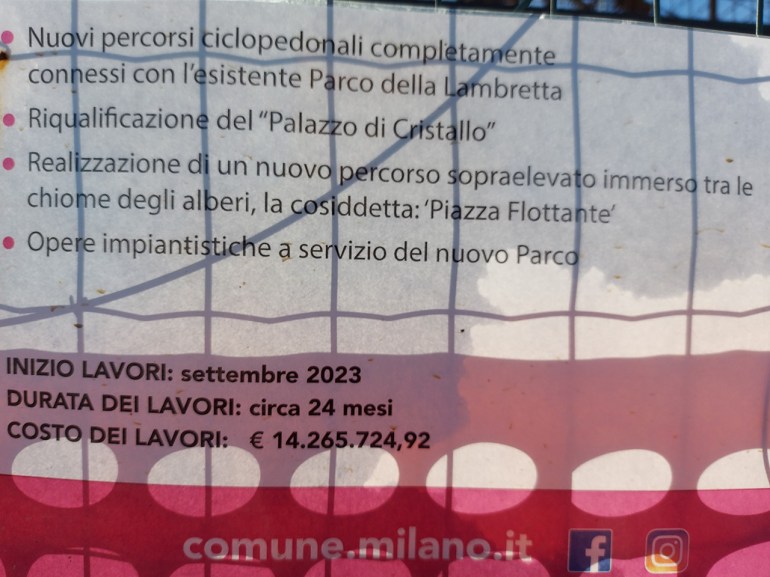 • Nuovi percorsi ciclopedonali completamente
connessi con l'esistente Parco della Lambretta
• Riqualificazione del "Palazzo di Cristallo"
• Realizzazione di un nuovo percorso sopraelevato immerso tra le
chiome degli alberi, la cosiddetta: 'Piazza Flottante'
• Opere impiantistiche a servizio del nuovo Parco
INIZIO LAVORI: settembre 2023
DURATA DEI LAVORI: circa 24 mesi
COSTO DEI LAVORI: € 14.265.724,92
comune.milano.it